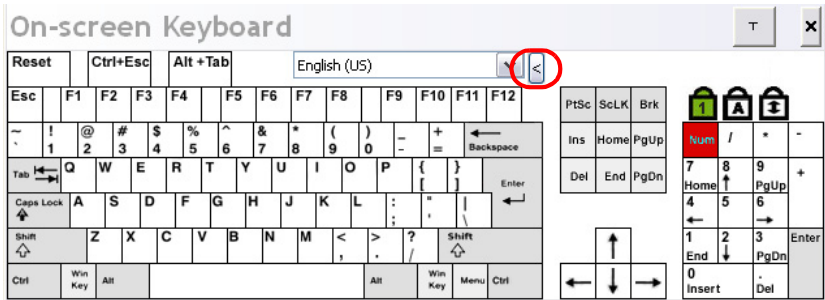 On-screen Keyboard T ×
Reset Ctrl+Esc Alt +Tab English (US) <
Esc F1 F2 F3 F4 F5 F6 F7 F8 F9 F10 F11 F12 PtSc ScLK Brk 1 A
~ ! @ # $ % ^ & * ( ) _ + Backspace Ins Home PgUp Num / * -
` 1 2 3 4 5 6 7 8 9 0 - =
Tab Q W E R T Y U I O P { } Enter Del End PgDn 7 8 9 +
[ ] Home PgUp
Caps Lock A S D F G H J K L : " | 4 5 6
; ' \
Shift Z X C V B N M < > ? Shift 1 2 3 Enter
, . / End PgDn
Ctrl Win Key Alt Alt Win Key Menu Ctrl 0 .
Insert Del